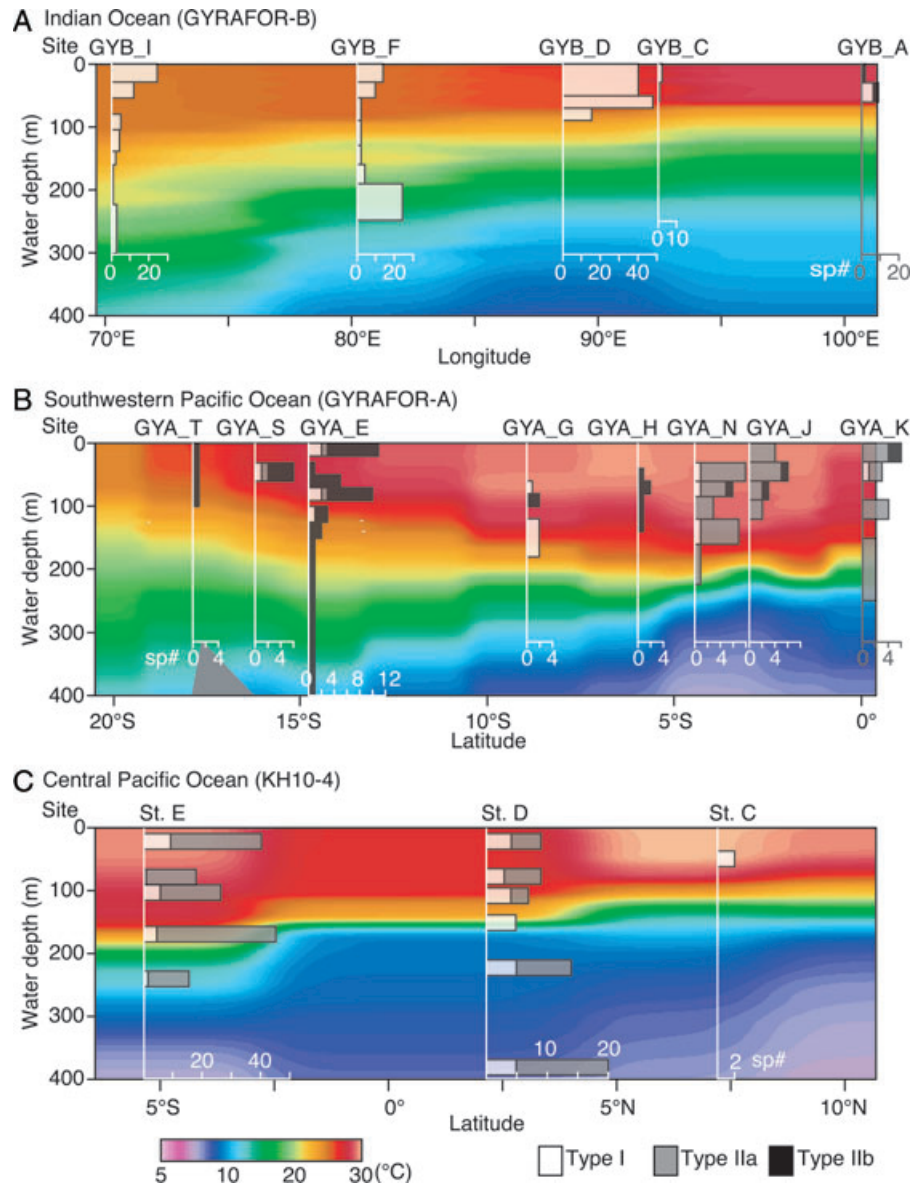 A Indian Ocean (GYRAFOR-B)
Site GYB_I GYB_F GYB_D GYB_C GYB_A
0
100
200
300
400
Water depth (m)
0 20
0 20
0 20 40
0 10
sp# 0 20
70°E 80°E 90°E 100°E
Longitude
B Southwestern Pacific Ocean (GYRAFOR-A)
Site GYA_T GYA_S GYA_E GYA_G GYA_H GYA_N GYA_J GYA_K
0
100
200
300
400
Water depth (m)
sp# 0 4
0 4
0 4 8 12
0 4
0 4
0 4
0 4
0 4
20°S 15°S 10°S 5°S 0°
Latitude
C Central Pacific Ocean (KH10-4)
Site St. E St. D St. C
0
100
200
300
400
Water depth (m)
20 40
10 20
2 sp#
5°S 0° 5°N 10°N
Latitude
5 10 20 30 (°C)
Type I Type IIa Type IIb